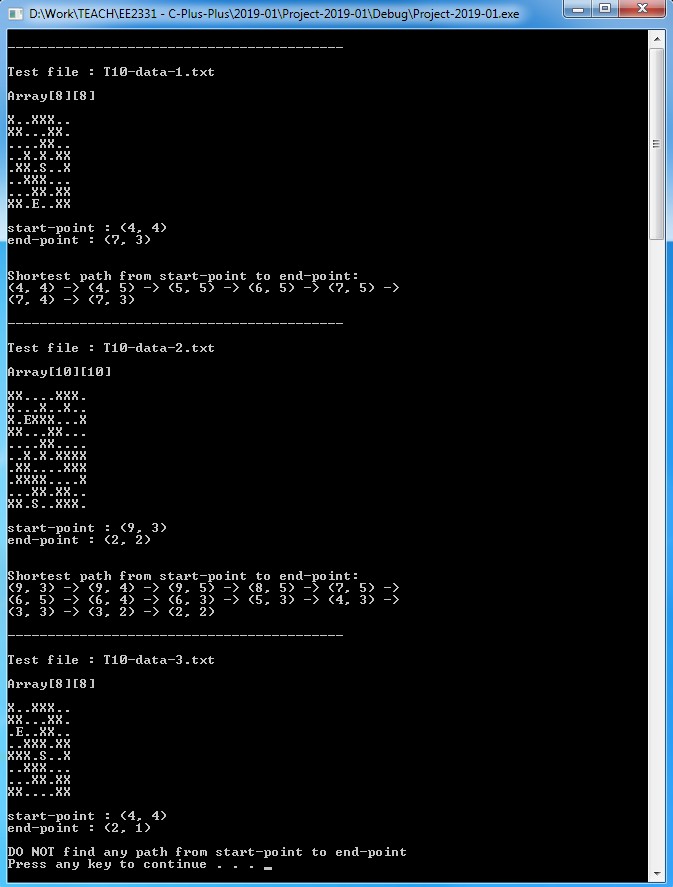 D:\Work\TEACH\EE2331 - C-Plus-Plus\2019-01\Project-2019-01\Debug\Project-2019-01.exe
------------------------------------------
Test file : T10-data-1.txt
Array[8][8]
X..XXX..
XX...XX.
....XX..
..X.X.XX
.XX.S..X
..XXX...
...XX.XX
XX.E..XX
start-point : (4, 4)
end-point : (7, 3)
Shortest path from start-point to end-point:
(4, 4) -> (4, 5) -> (5, 5) -> (6, 5) -> (7, 5) ->
(7, 4) -> (7, 3)
------------------------------------------
Test file : T10-data-2.txt
Array[10][10]
XX....XXX.
X...X..X..
X.EXXX...X
XX...XX...
....XX....
..X.X.XXXX
.XX....XXX
.XXXX....X
...XX.XX..
XX.S..XXX.
start-point : (9, 3)
end-point : (2, 2)
Shortest path from start-point to end-point:
(9, 3) -> (9, 4) -> (9, 5) -> (8, 5) -> (7, 5) ->
(6, 5) -> (6, 4) -> (6, 3) -> (5, 3) -> (4, 3) ->
(3, 3) -> (3, 2) -> (2, 2)
------------------------------------------
Test file : T10-data-3.txt
Array[8][8]
X..XXX..
XX...XX.
.E..XX..
..XXX.XX
XXX.S..X
..XXX...
...XX.XX
XX....XX
start-point : (4, 4)
end-point : (2, 1)
DO NOT find any path from start-point to end-point
Press any key to continue . . . _